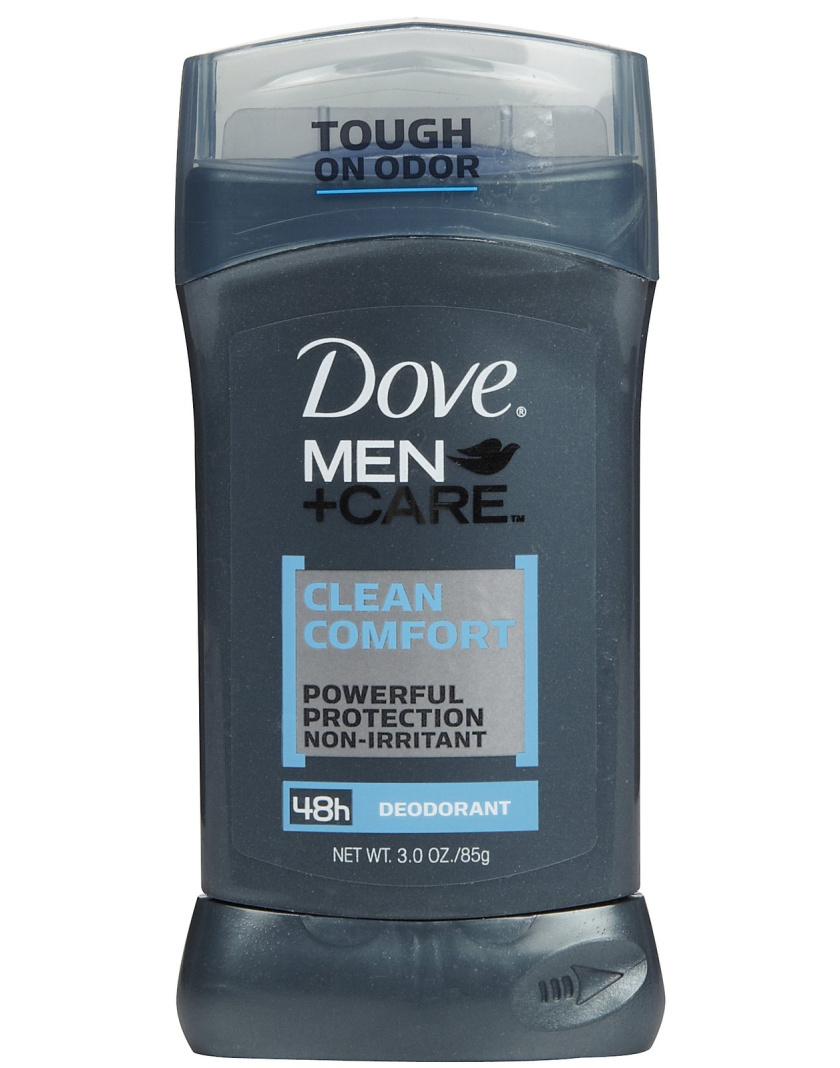 TOUGH
ON ODOR
Dove®
MEN
+CARE™
CLEAN
COMFORT
POWERFUL
PROTECTION
NON-IRRITANT
48h DEODORANT
NET WT. 3.0 OZ./85g